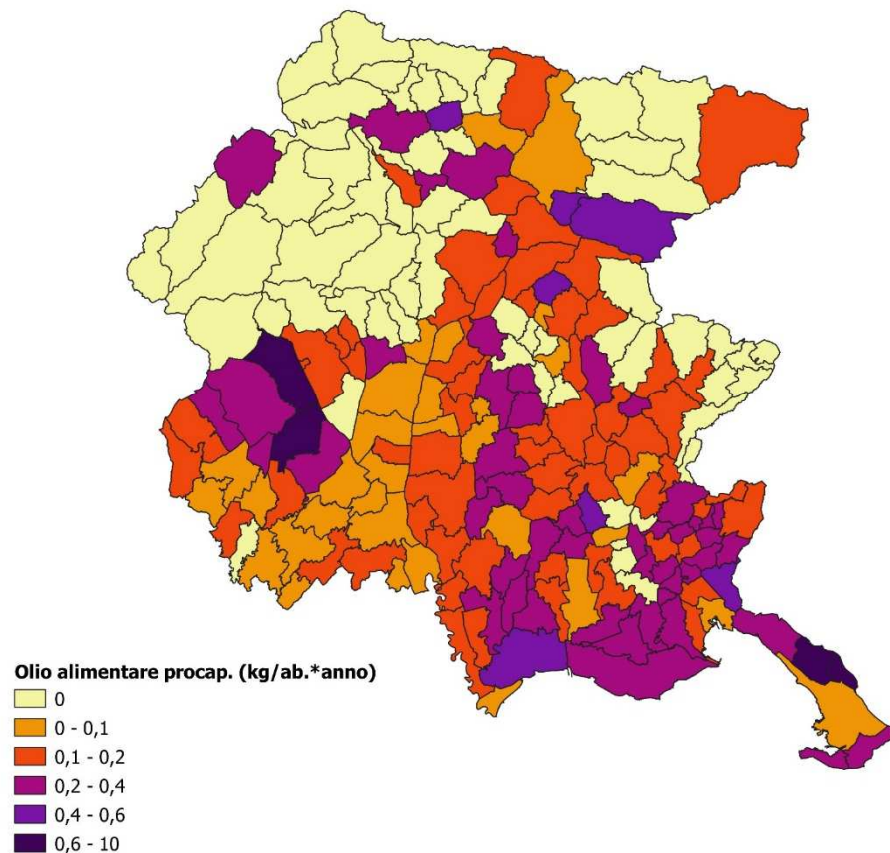 Olio alimentare procap. (kg/ab.*anno)
0
0 - 0,1
0,1 - 0,2
0,2 - 0,4
0,4 - 0,6
0,6 - 10